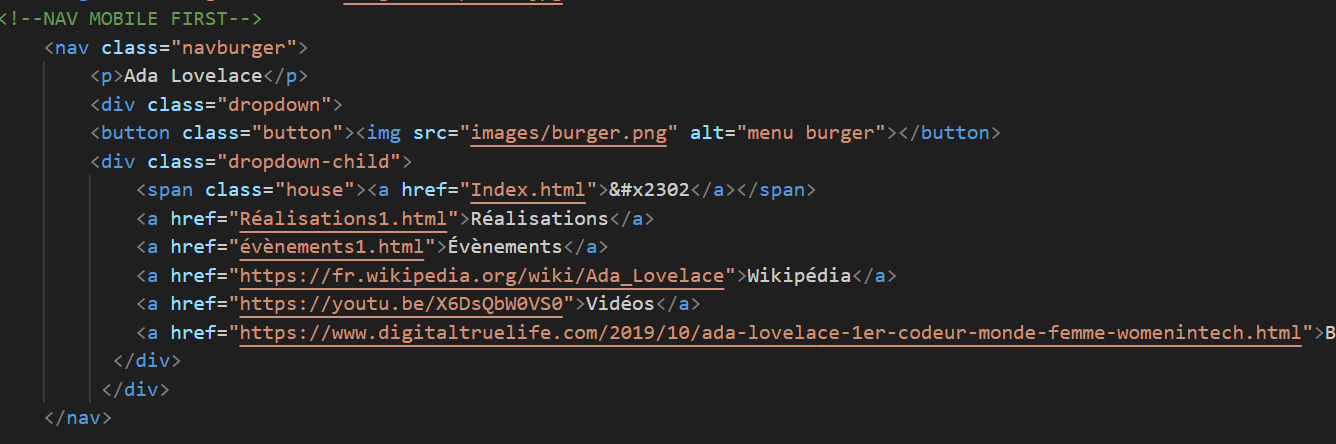 <!--NAV MOBILE FIRST-->
<nav class="navburger">
<p>Ada Lovelace</p>
<div class="dropdown">
<button class="button"><img src="images/burger.png" alt="menu burger"></button>
<div class="dropdown-child">
<span class="house"><a href="Index.html">&#x2302</a></span>
<a href="Réalisations1.html">Réalisations</a>
<a href="évènements1.html">Évènements</a>
<a href="https://fr.wikipedia.org/wiki/Ada_Lovelace">Wikipédia</a>
<a href="https://youtu.be/X6DsQbW0VS0">Vidéos</a>
<a href="https://www.digitaltruelife.com/2019/10/ada-lovelace-1er-codeur-monde-femme-womenintech.html">B
</div>
</div>
</nav>